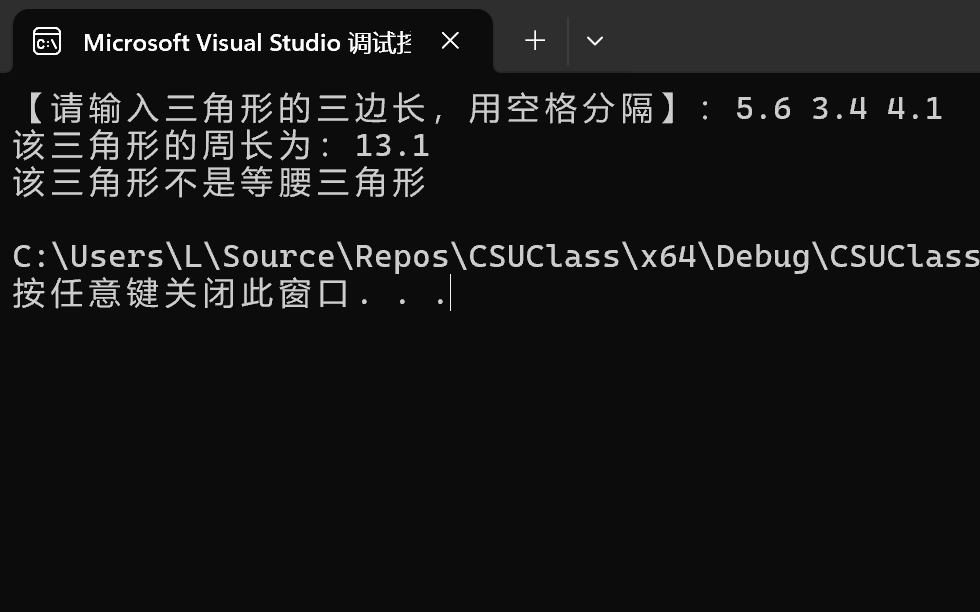 Microsoft Visual Studio 调试
【请输入三角形的三边长，用空格分隔】：5.6 3.4 4.1
该三角形的周长为：13.1
该三角形不是等腰三角形
C:\Users\L\Source\Repos\CSUClass\x64\Debug\CSUClass
按任意键关闭此窗口. . .